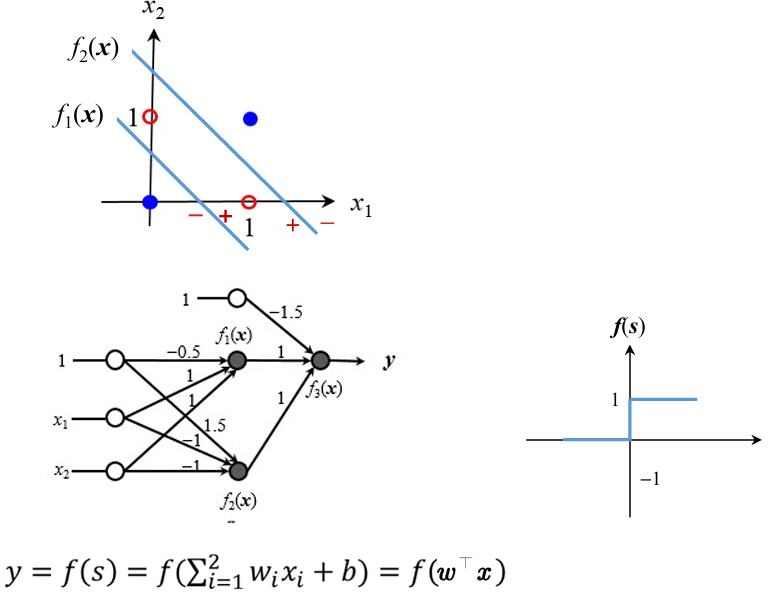 x₂
f₂(x)
f₁(x) 1
− + + −
x₁
1
1 −1.5
f₁(x)
1 −0.5 1 y
1
f₃(x)
1
1
x₁
1.5
−1
x₂ −1
f₂(x)
f(s)
1
−1
y = f(s) = f(∑²ᵢ₌₁ wᵢxᵢ + b) = f(w⊤x)